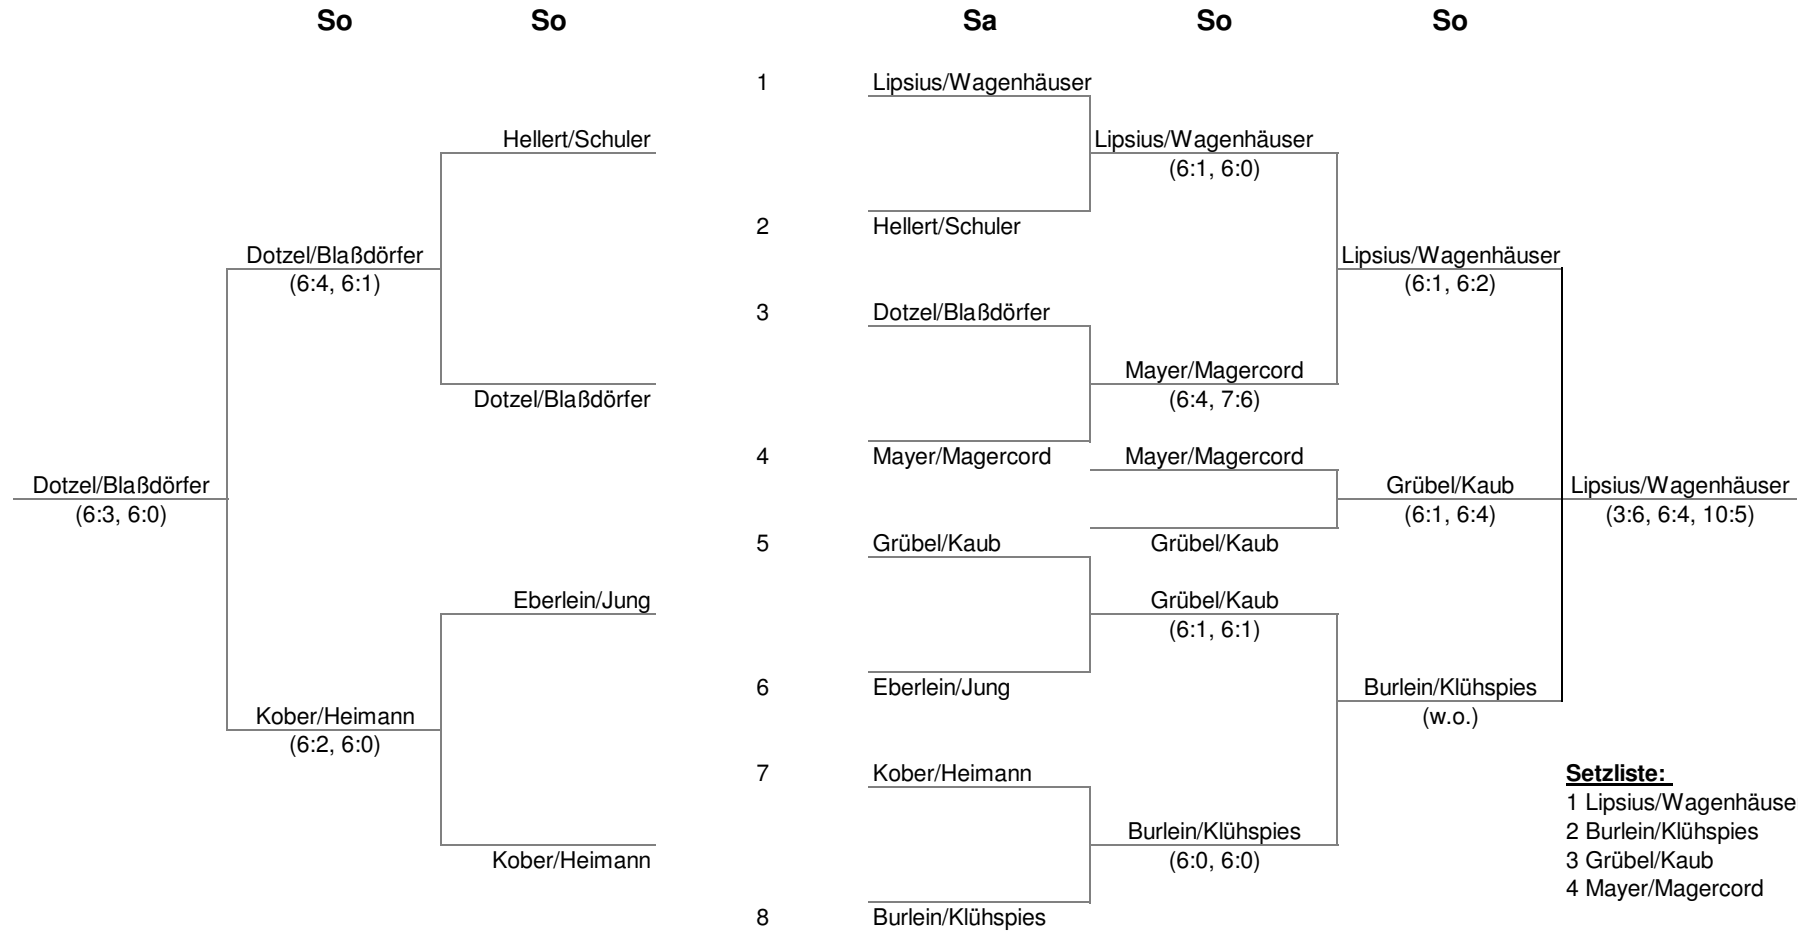 So So Sa So So
1 Lipsius/Wagenhäuser
Hellert/Schuler Lipsius/Wagenhäuser
(6:1, 6:0)
2 Hellert/Schuler
Dotzel/Blaßdörfer Lipsius/Wagenhäuser
(6:4, 6:1) (6:1, 6:2)
3 Dotzel/Blaßdörfer
Mayer/Magercord
Dotzel/Blaßdörfer (6:4, 7:6)
4 Mayer/Magercord Mayer/Magercord
Dotzel/Blaßdörfer Grübel/Kaub Lipsius/Wagenhäuser
(6:3, 6:0) (6:1, 6:4) (3:6, 6:4, 10:5)
5 Grübel/Kaub Grübel/Kaub
Eberlein/Jung Grübel/Kaub
(6:1, 6:1)
6 Eberlein/Jung Burlein/Klühspies
Kober/Heimann (w.o.)
(6:2, 6:0)
7 Kober/Heimann Setzliste:
1 Lipsius/Wagenhäuse
Burlein/Klühspies 2 Burlein/Klühspies
Kober/Heimann (6:0, 6:0) 3 Grübel/Kaub
4 Mayer/Magercord
8 Burlein/Klühspies